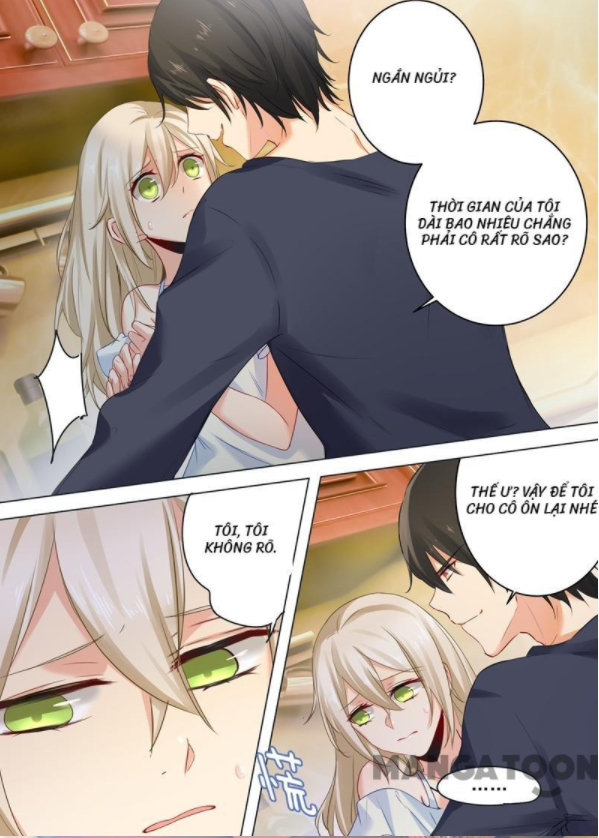 NGẮN NGỦI?
THỜI GIAN CỦA TÔI
DÀI BAO NHIÊU CHẲNG
PHẢI CÔ RẤT RÕ SAO?
TÔI, TÔI
KHÔNG RÕ.
THẾ Ư? VẬY ĐỂ TÔI
CHO CÔ ÔN LẠI NHÉ
MANGATOON
......